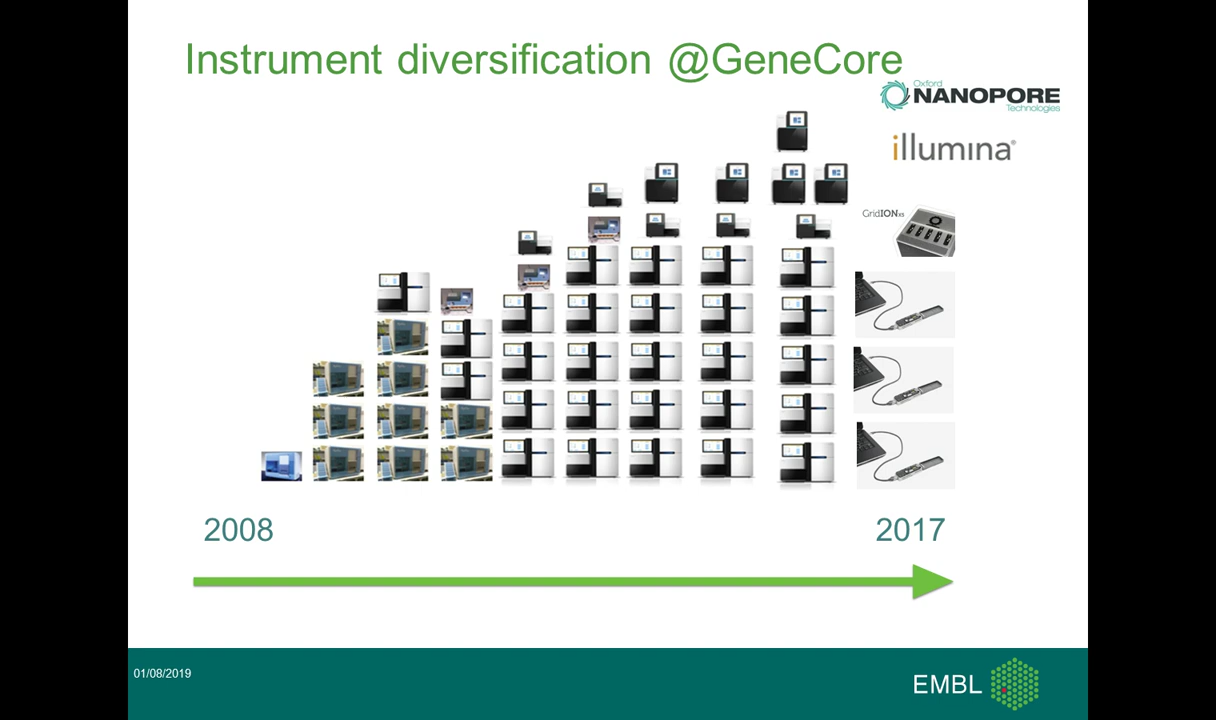 Instrument diversification @GeneCore
Oxford
NANOPORE
Technologies
illumina®
GridION X5
2008
2017
01/08/2019
EMBL